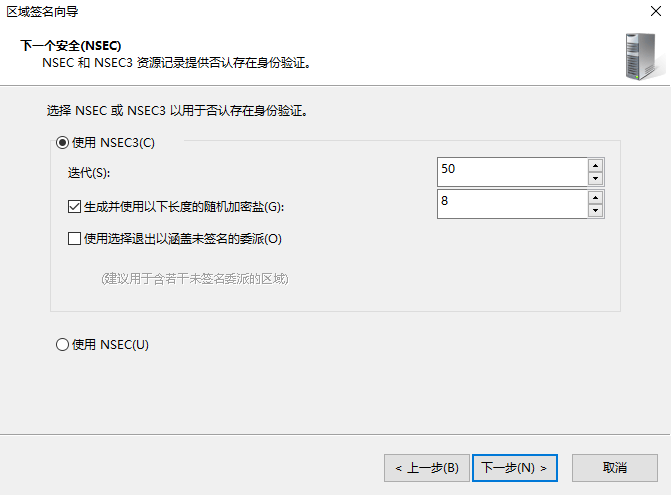 区域签名向导
下一个安全(NSEC)
NSEC 和 NSEC3 资源记录提供否认存在身份验证。
选择 NSEC 或 NSEC3 以用于否认存在身份验证。
使用 NSEC3(C)
迭代(S):
50
生成并使用以下长度的随机加密盐(G):
8
使用选择退出以涵盖未签名的委派(O)
(建议用于含若干未签名委派的区域)
使用 NSEC(U)
< 上一步(B)
下一步(N) >
取消